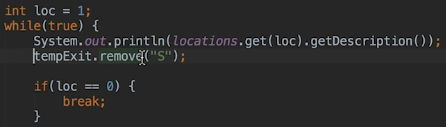 int loc = 1;
while(true) {
System.out.println(locations.get(loc).getDescription());
tempExit.remove("S");
if(loc == 0) {
break;
}